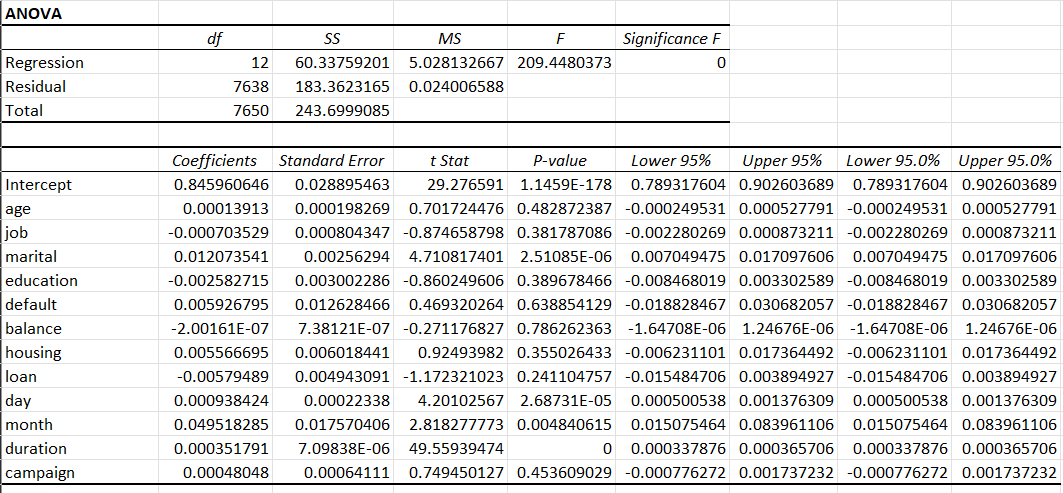 ANOVA
df SS MS F Significance F
Regression 12 60.33759201 5.028132667 209.4480373 0
Residual 7638 183.3623165 0.024006588
Total 7650 243.6999085
Coefficients Standard Error t Stat P-value Lower 95% Upper 95% Lower 95.0% Upper 95.0%
Intercept 0.845960646 0.028895463 29.276591 1.1459E-178 0.789317604 0.902603689 0.789317604 0.902603689
age 0.00013913 0.000198269 0.701724476 0.482872387 -0.000249531 0.000527791 -0.000249531 0.000527791
job -0.000703529 0.000804347 -0.874658798 0.381787086 -0.002280269 0.000873211 -0.002280269 0.000873211
marital 0.012073541 0.00256294 4.710817401 2.51085E-06 0.007049475 0.017097606 0.007049475 0.017097606
education -0.002582715 0.003002286 -0.860249606 0.389678466 -0.008468019 0.003302589 -0.008468019 0.003302589
default 0.005926795 0.012628466 0.469320264 0.638854129 -0.018828467 0.030682057 -0.018828467 0.030682057
balance -2.00161E-07 7.38121E-07 -0.271176827 0.786262363 -1.64708E-06 1.24676E-06 -1.64708E-06 1.24676E-06
housing 0.005566695 0.006018441 0.92493982 0.355026433 -0.006231101 0.017364492 -0.006231101 0.017364492
loan -0.00579489 0.004943091 -1.172321023 0.241104757 -0.015484706 0.003894927 -0.015484706 0.003894927
day 0.000938424 0.00022338 4.20102567 2.68731E-05 0.000500538 0.001376309 0.000500538 0.001376309
month 0.049518285 0.017570406 2.818277773 0.004840615 0.015075464 0.083961106 0.015075464 0.083961106
duration 0.000351791 7.09838E-06 49.55939474 0 0.000337876 0.000365706 0.000337876 0.000365706
campaign 0.00048048 0.00064111 0.749450127 0.453609029 -0.000776272 0.001737232 -0.000776272 0.001737232